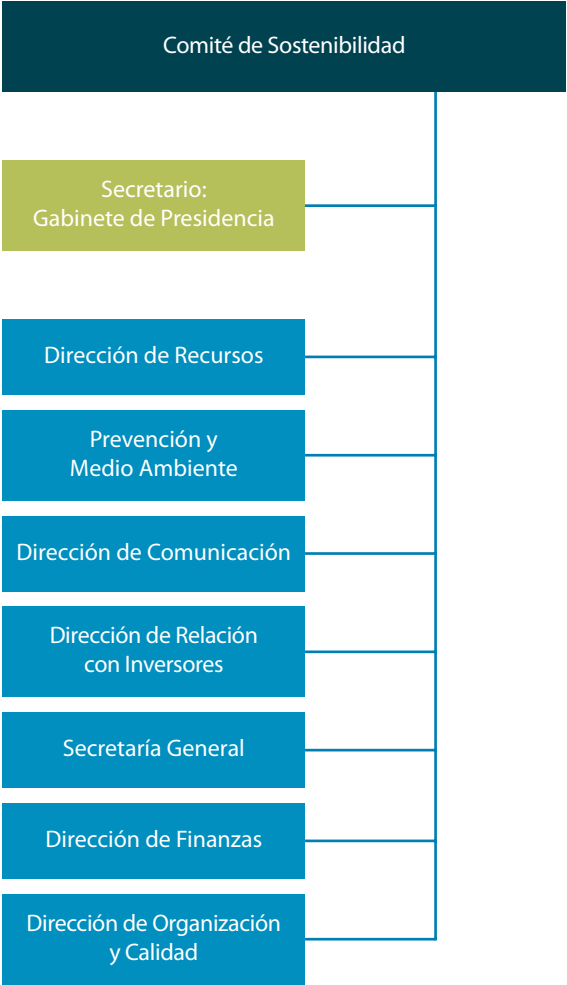 Comité de Sostenibilidad
Secretario:
Gabinete de Presidencia
Dirección de Recursos
Prevención y
Medio Ambiente
Dirección de Comunicación
Dirección de Relación
con Inversores
Secretaría General
Dirección de Finanzas
Dirección de Organización
y Calidad